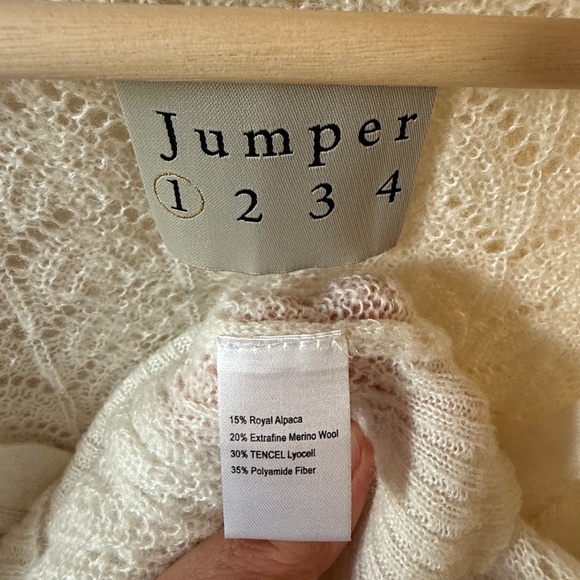 Jumper
1 2 3 4
15% Royal Alpaca
20% Extrafine Merino Wool
30% TENCEL Lyocell
35% Polyamide Fiber